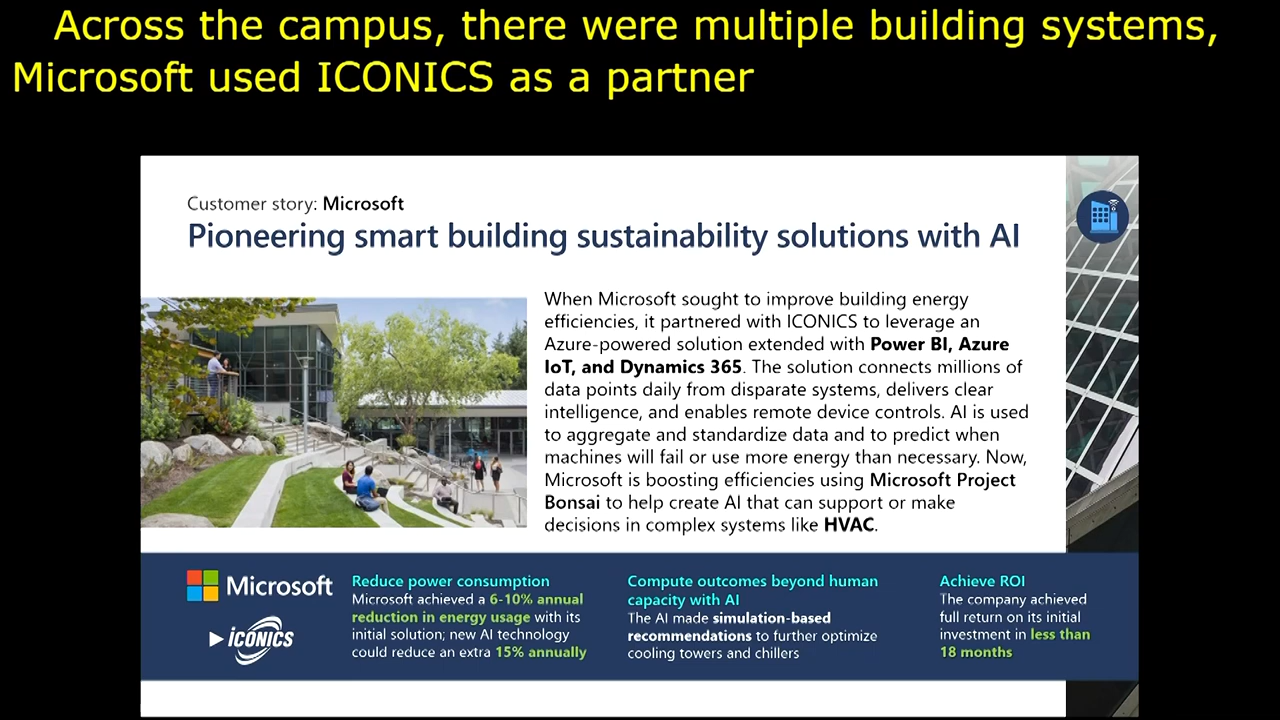 Across the campus, there were multiple building systems,
Microsoft used ICONICS as a partner
Customer story: Microsoft
Pioneering smart building sustainability solutions with AI
When Microsoft sought to improve building energy
efficiencies, it partnered with ICONICS to leverage an
Azure-powered solution extended with Power BI, Azure
IoT, and Dynamics 365. The solution connects millions of
data points daily from disparate systems, delivers clear
intelligence, and enables remote device controls. AI is used
to aggregate and standardize data and to predict when
machines will fail or use more energy than necessary. Now,
Microsoft is boosting efficiencies using Microsoft Project
Bonsai to help create AI that can support or make
decisions in complex systems like HVAC.
Microsoft
ICONICS
Reduce power consumption
Microsoft achieved a 6-10% annual
reduction in energy usage with its
initial solution; new AI technology
could reduce an extra 15% annually
Compute outcomes beyond human
capacity with AI
The AI made simulation-based
recommendations to further optimize
cooling towers and chillers
Achieve ROI
The company achieved
full return on its initial
investment in less than
18 months